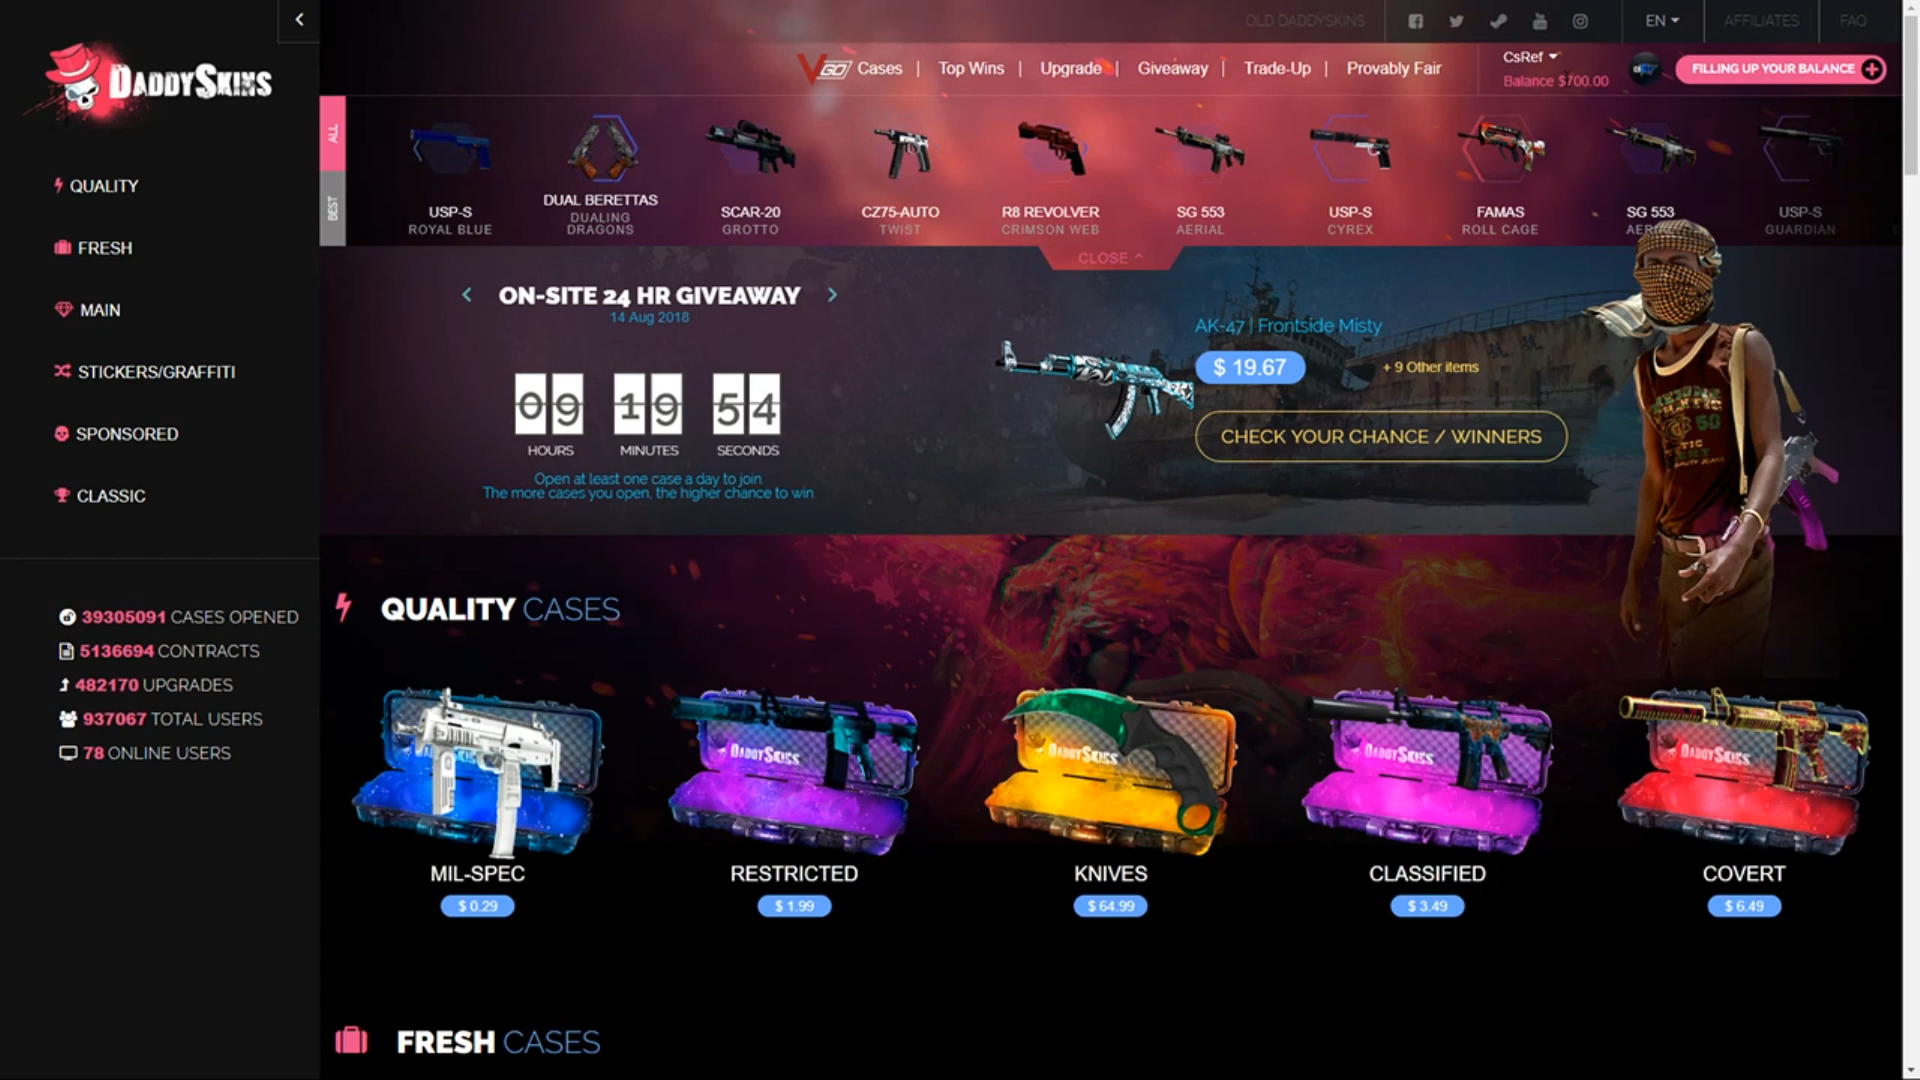 OLD DADDYSKINS
EN
AFFILIATES
FAQ
DADDYSKINS
VGO Cases | Top Wins | Upgrade | Giveaway | Trade-Up | Provably Fair
CsRef
Balance $700.00
FILLING UP YOUR BALANCE
ALL
BEST
USP-S
ROYAL BLUE
DUAL BERETTAS
DUALING
DRAGONS
SCAR-20
GROTTO
CZ75-AUTO
TWIST
R8 REVOLVER
CRIMSON WEB
SG 553
AERIAL
USP-S
CYREX
FAMAS
ROLL CAGE
SG 553
USP-S
GUARDIAN
CLOSE
QUALITY
FRESH
MAIN
STICKERS/GRAFFITI
SPONSORED
CLASSIC
39305091 CASES OPENED
5136694 CONTRACTS
482170 UPGRADES
937067 TOTAL USERS
78 ONLINE USERS
ON-SITE 24 HR GIVEAWAY
14 Aug 2018
09 19 54
HOURS MINUTES SECONDS
Open at least one case a day to join
The more cases you open, the higher chance to win
AK-47 | Frontside Misty
$ 19.67
+ 9 Other items
CHECK YOUR CHANCE / WINNERS
QUALITY CASES
DADDYSKINS
DADDYSKINS
DADDYSKINS
DADDYSKINS
MIL-SPEC
$ 0.29
RESTRICTED
$ 1.99
KNIVES
$ 64.99
CLASSIFIED
$ 3.49
COVERT
$ 6.49
FRESH CASES